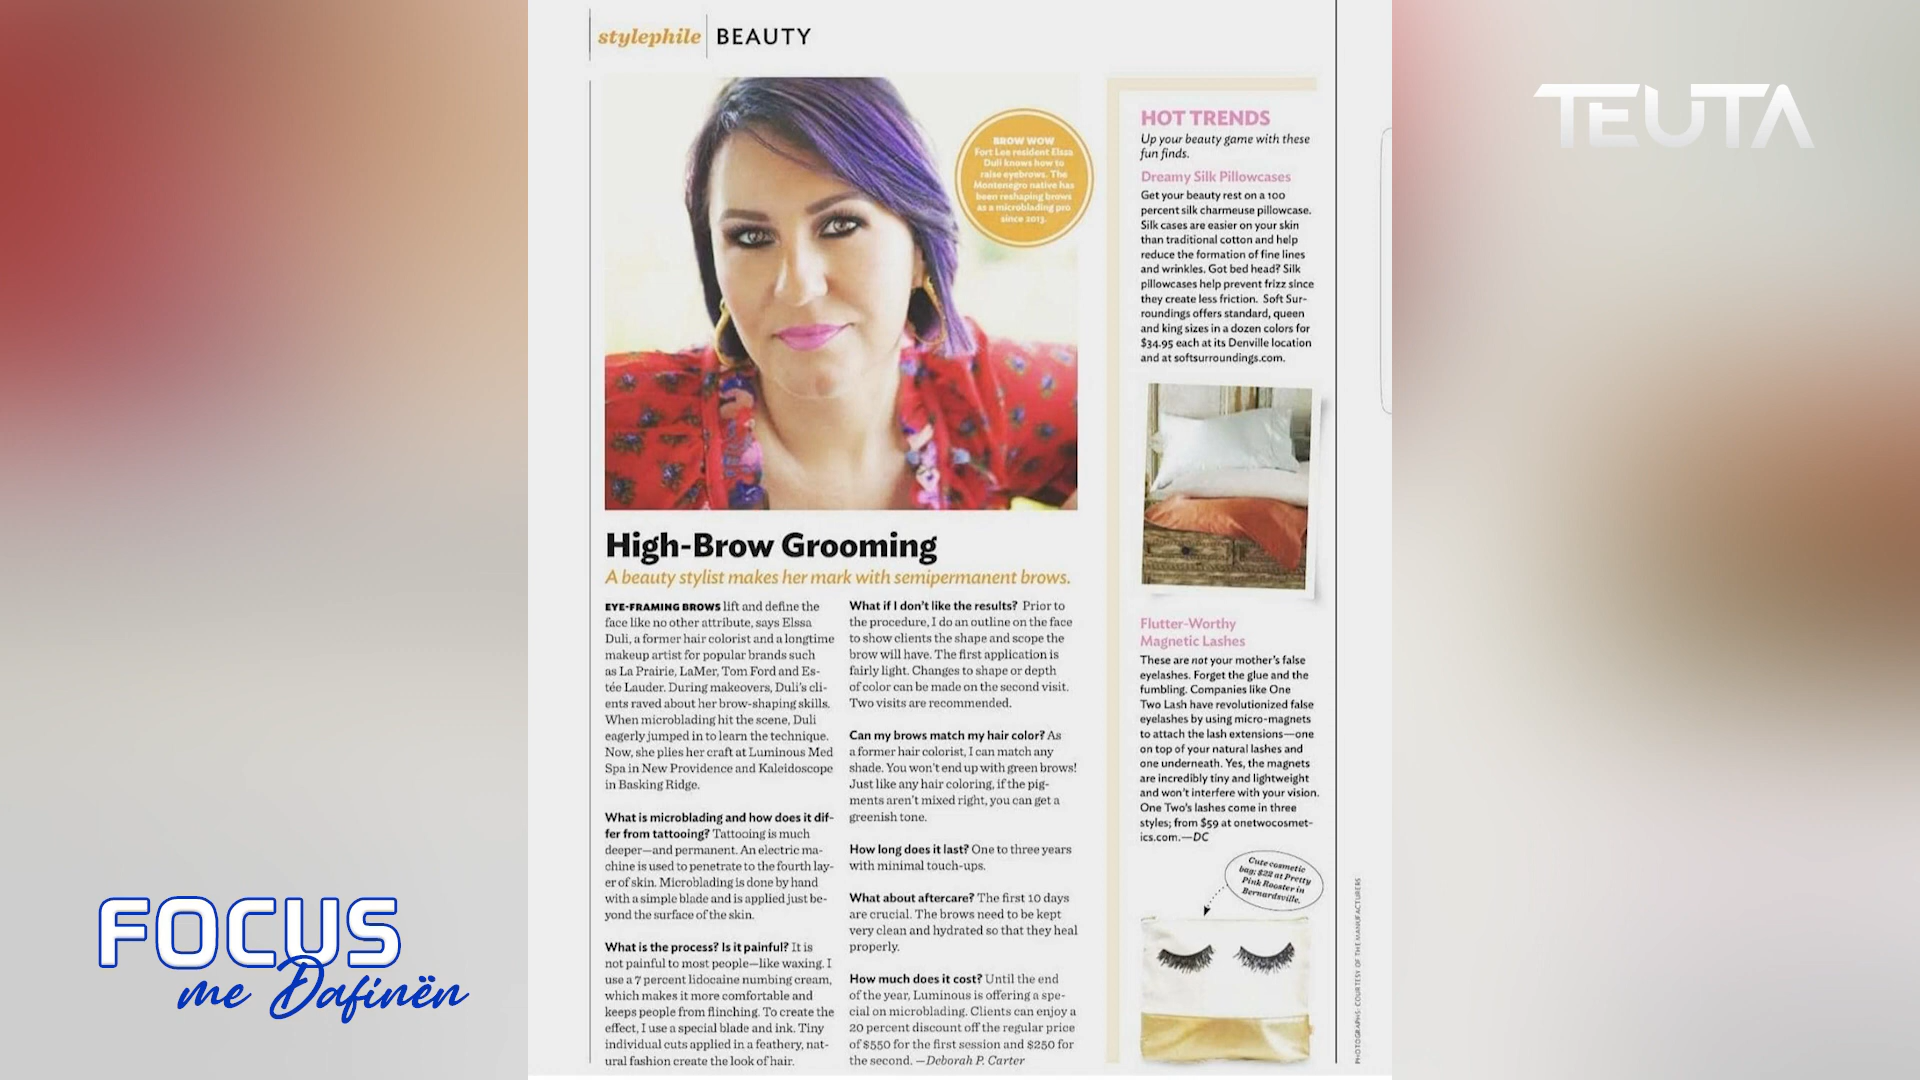 stylephile BEAUTY
TEUTA
BROW WOW
Fort Lee resident Elssa
Duli knows how to
raise eyebrows. The
Montenegro native has
been reshaping brows
as a microblading pro
since 2013.
High-Brow Grooming
A beauty stylist makes her mark with semipermanent brows.
EYE-FRAMING BROWS lift and define the
face like no other attribute, says Elssa
Duli, a former hair colorist and a longtime
makeup artist for popular brands such
as La Prairie, LaMer, Tom Ford and Es-
tée Lauder. During makeovers, Duli's cli-
ents raved about her brow-shaping skills.
When microblading hit the scene, Duli
eagerly jumped in to learn the technique.
Now, she plies her craft at Luminous Med
Spa in New Providence and Kaleidoscope
in Basking Ridge.
What is microblading and how does it dif-
fer from tattooing? Tattooing is much
deeper—and permanent. An electric ma-
chine is used to penetrate to the fourth lay-
er of skin. Microblading is done by hand
with a simple blade and is applied just be-
yond the surface of the skin.
What is the process? Is it painful? It is
not painful to most people—like waxing. I
use a 7 percent lidocaine numbing cream,
which makes it more comfortable and
keeps people from flinching. To create the
effect, I use a special blade and ink. Tiny
individual cuts applied in a feathery, nat-
ural fashion create the look of hair.
What if I don't like the results? Prior to
the procedure, I do an outline on the face
to show clients the shape and scope the
brow will have. The first application is
fairly light. Changes to shape or depth
of color can be made on the second visit.
Two visits are recommended.
Can my brows match my hair color? As
a former hair colorist, I can match any
shade. You won't end up with green brows!
Just like any hair coloring, if the pig-
ments aren't mixed right, you can get a
greenish tone.
How long does it last? One to three years
with minimal touch-ups.
What about aftercare? The first 10 days
are crucial. The brows need to be kept
very clean and hydrated so that they heal
properly.
How much does it cost? Until the end
of the year, Luminous is offering a spe-
cial on microblading. Clients can enjoy a
20 percent discount off the regular price
of $550 for the first session and $250 for
the second. —Deborah P. Carter
HOT TRENDS
Up your beauty game with these
fun finds.
Dreamy Silk Pillowcases
Get your beauty rest on a 100
percent silk charmeuse pillowcase.
Silk cases are easier on your skin
than traditional cotton and help
reduce the formation of fine lines
and wrinkles. Got bed head? Silk
pillowcases help prevent frizz since
they create less friction. Soft Sur-
roundings offers standard, queen
and king sizes in a dozen colors for
$34.95 each at its Denville location
and at softsurroundings.com.
Flutter-Worthy
Magnetic Lashes
These are not your mother's false
eyelashes. Forget the glue and the
fumbling. Companies like One
Two Lash have revolutionized false
eyelashes by using micro-magnets
to attach the lash extensions—one
on top of your natural lashes and
one underneath. Yes, the magnets
are incredibly tiny and lightweight
and won't interfere with your vision.
One Two's lashes come in three
styles; from $59 at onetwocosmet-
ics.com.—DC
Cute cosmetic
bag; $22 at Pretty
Pink Rooster in
Bernardsville.
PHOTOGRAPHS: COURTESY OF THE MANUFACTURERS
FOCUS
me Dafinën